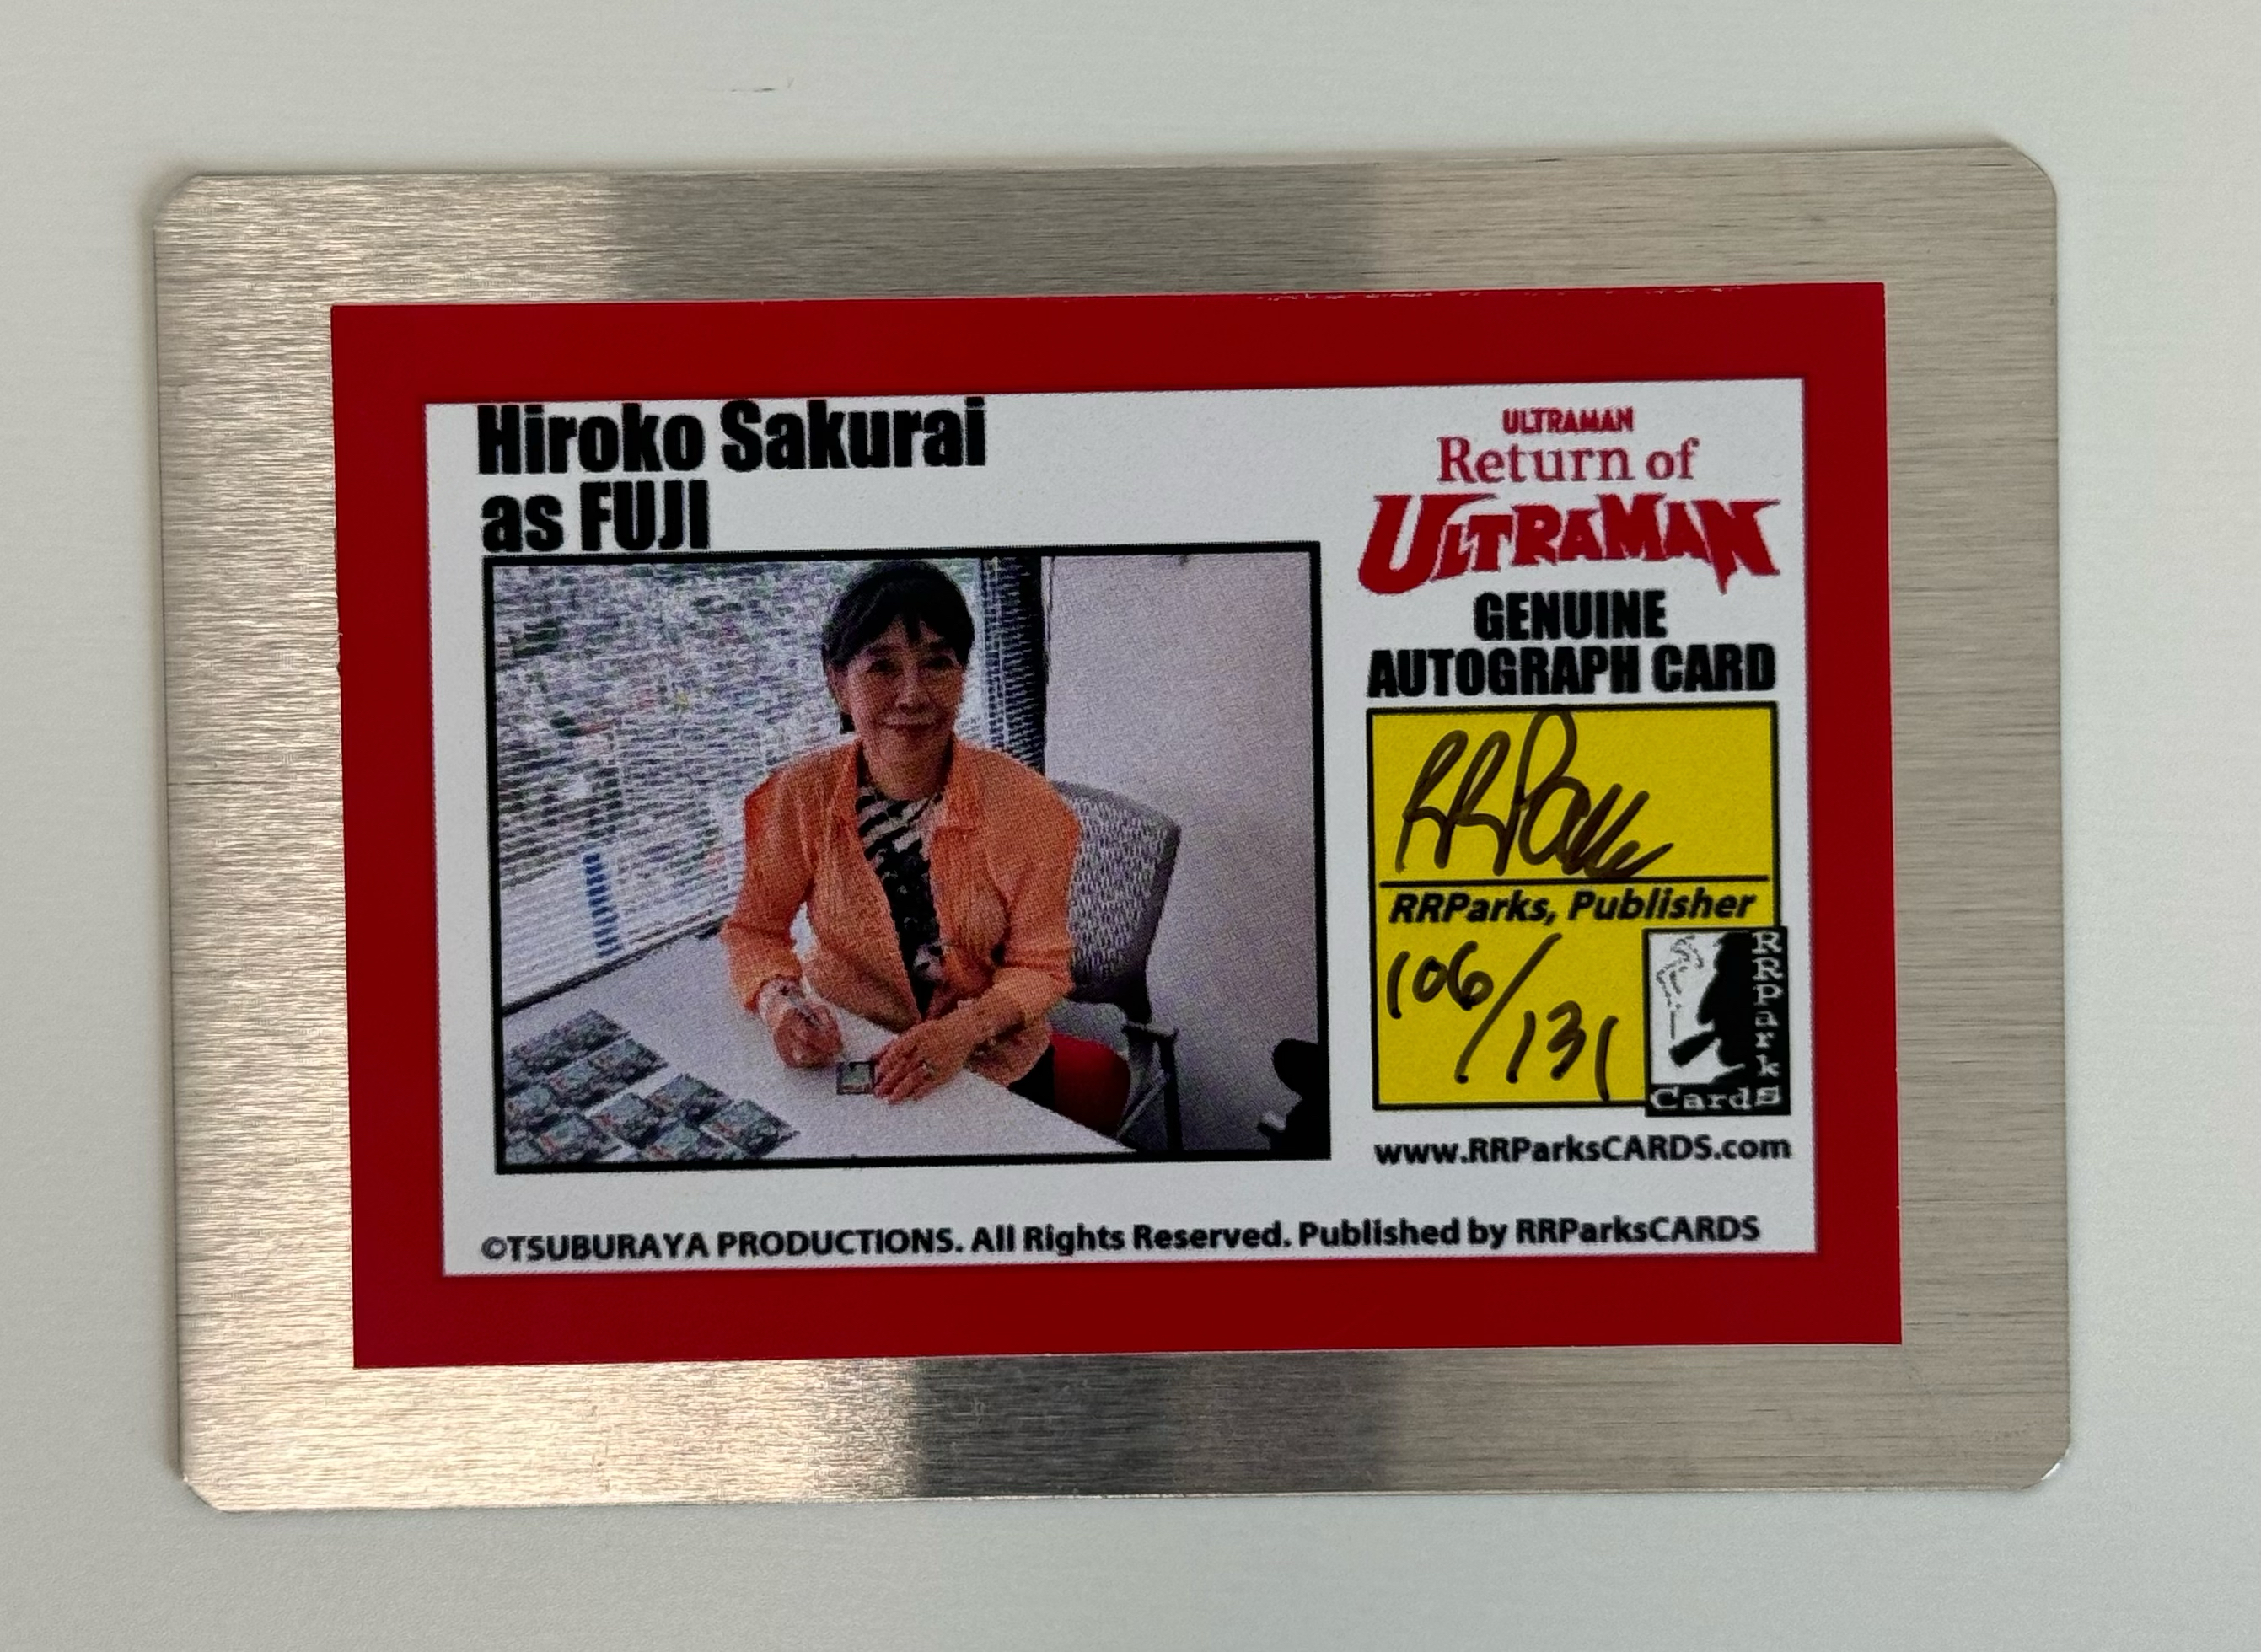 Hiroko Sakurai
as FUJI
ULTRAMAN
Return of
ULTRAMAN
GENUINE
AUTOGRAPH CARD
RRParks
RRParks, Publisher
106/131
RRParks
Cards
www.RRParksCARDS.com
©TSUBURAYA PRODUCTIONS. All Rights Reserved. Published by RRParksCARDS